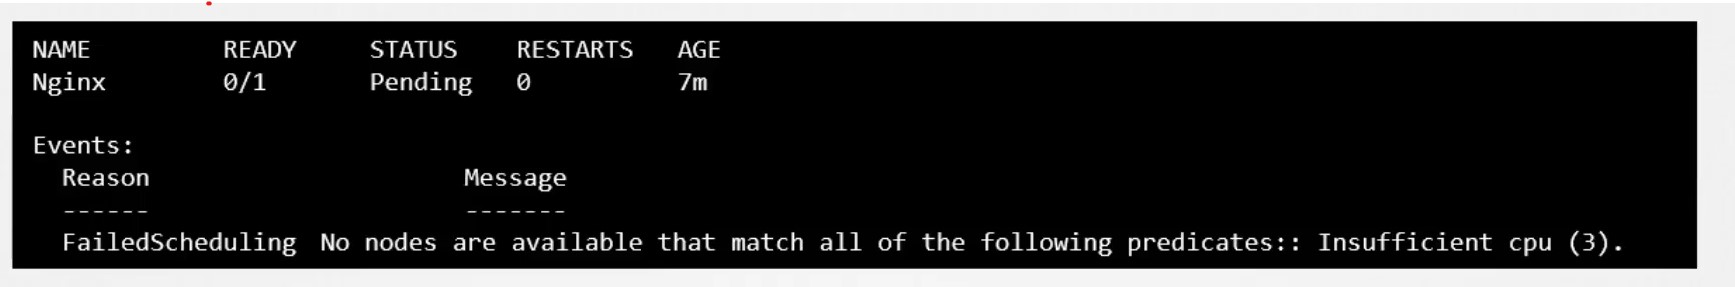 NAME READY STATUS RESTARTS AGE
Nginx 0/1 Pending 0 7m
Events:
Reason Message
------ -------
FailedScheduling No nodes are available that match all of the following predicates:: Insufficient cpu (3).